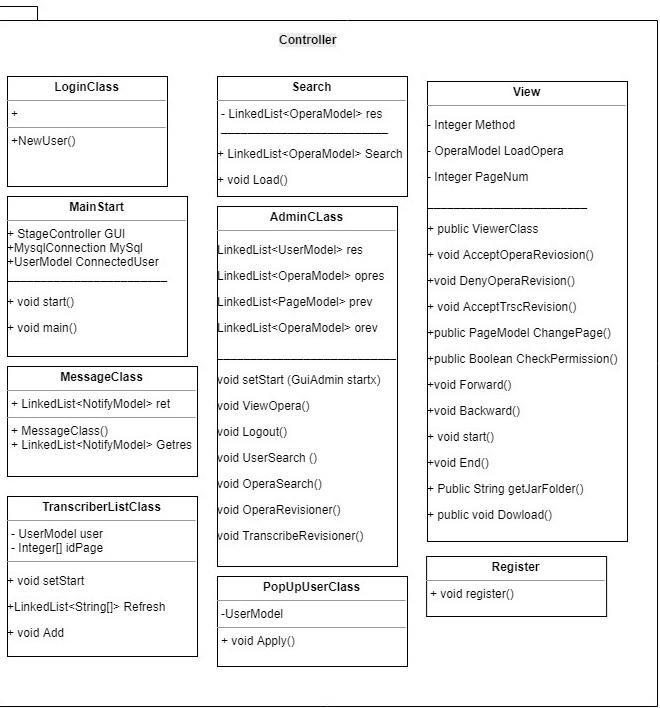 Controller
LoginClass
+
+NewUser()
MainStart
+ StageController GUI
+MysqlConnection MySql
+UserModel ConnectedUser
+ void start()
+ void main()
MessageClass
+ LinkedList<NotifyModel> ret
+ MessageClass()
+ LinkedList<NotifyModel> Getres
TranscriberListClass
- UserModel user
- Integer[] idPage
+ void setStart
+LinkedList<String[]> Refresh
+ void Add
Search
- LinkedList<OperaModel> res
+ LinkedList<OperaModel> Search
+ void Load()
AdminCLass
LinkedList<UserModel> res
LinkedList<OperaModel> opres
LinkedList<PageModel> prev
LinkedList<OperaModel> orev
void setStart (GuiAdmin startx)
void ViewOpera()
void Logout()
void UserSearch ()
void OperaSearch()
void OperaRevisioner()
void TranscribeRevisioner()
PopUpUserClass
-UserModel
+ void Apply()
View
- Integer Method
- OperaModel LoadOpera
- Integer PageNum
+ public ViewerClass
+ void AcceptOperaReviosion()
+void DenyOperaRevision()
+ void AcceptTrscRevision()
+public PageModel ChangePage()
+public Boolean CheckPermission()
+void Forward()
+void Backward()
+ void start()
+void End()
+ Public String getJarFolder()
+ public void Dowload()
Register
+ void register()